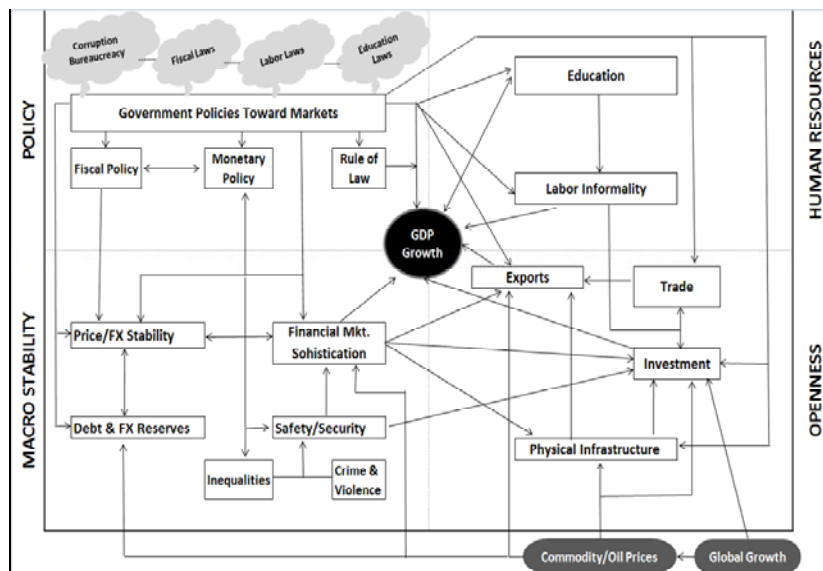 Corruption
Bureaucreacy
Fiscal Laws
Labor Laws
Education
Laws
POLICY
HUMAN RESOURCES
Government Policies Toward Markets
Education
Fiscal Policy
Monetary
Policy
Rule of
Law
Labor Informality
GDP
Growth
Exports
Trade
MACRO STABILITY
OPENNESS
Price/FX Stability
Financial Mkt.
Sohistication
Investment
Debt & FX Reserves
Safety/Security
Physical Infrastructure
Inequalities
Crime &
Violence
Commodity/Oil Prices
Global Growth